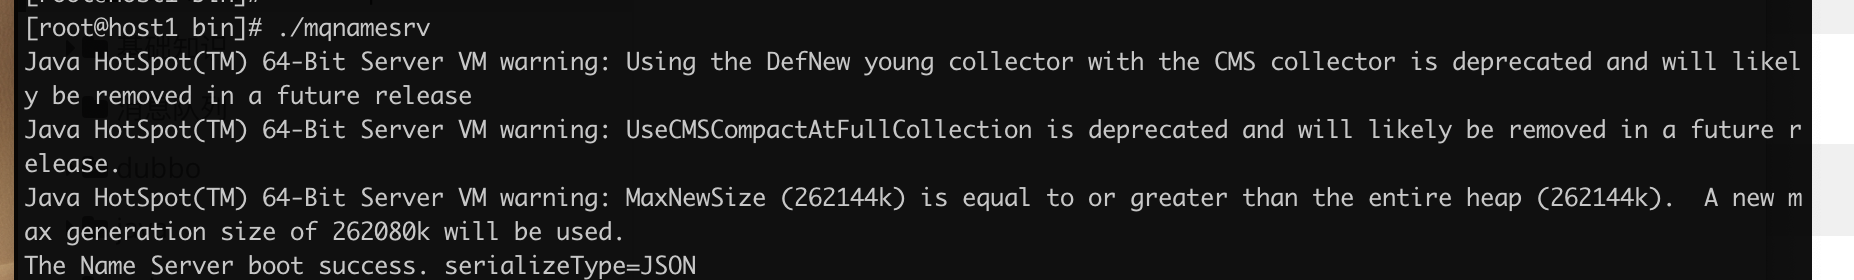 [root@host1 bin]#
[root@host1 bin]# ./mqnamesrv
Java HotSpot(TM) 64-Bit Server VM warning: Using the DefNew young collector with the CMS collector is deprecated and will likel
y be removed in a future release
Java HotSpot(TM) 64-Bit Server VM warning: UseCMSCompactAtFullCollection is deprecated and will likely be removed in a future r
elease.
dubbo
Java HotSpot(TM) 64-Bit Server VM warning: MaxNewSize (262144k) is equal to or greater than the entire heap (262144k).  A new m
ax generation size of 262080k will be used.
The Name Server boot success. serializeType=JSON